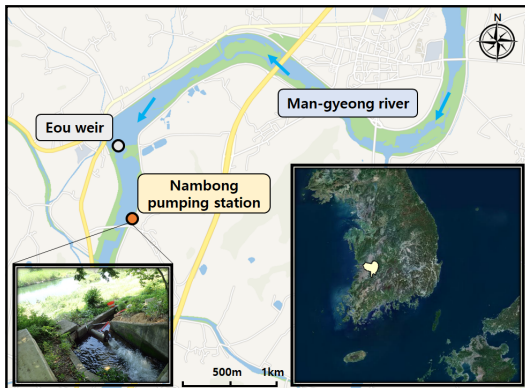 N
Man-gyeong river
Eou weir
Nambong
pumping station
500m 1km